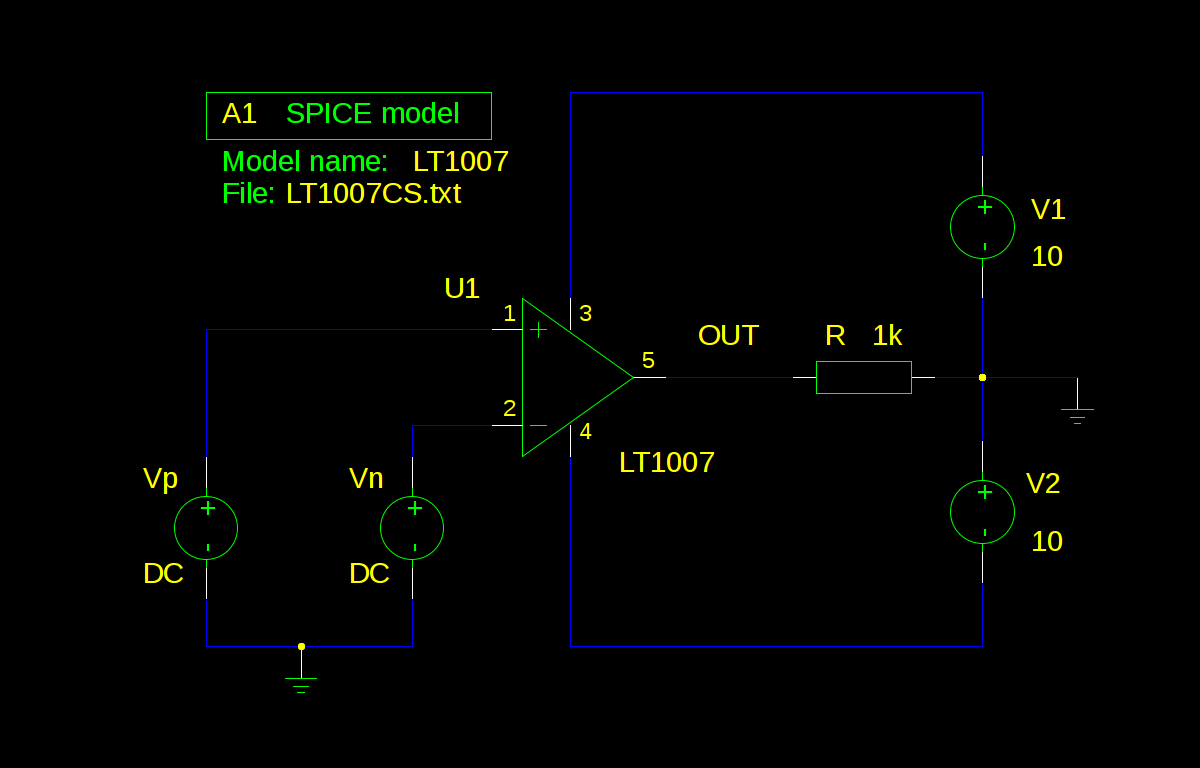 A1 SPICE model
Model name: LT1007
File: LT1007CS.txt
V1
10
U1
1
3
OUT
R 1k
5
2
4
LT1007
Vp
Vn
V2
DC
DC
10